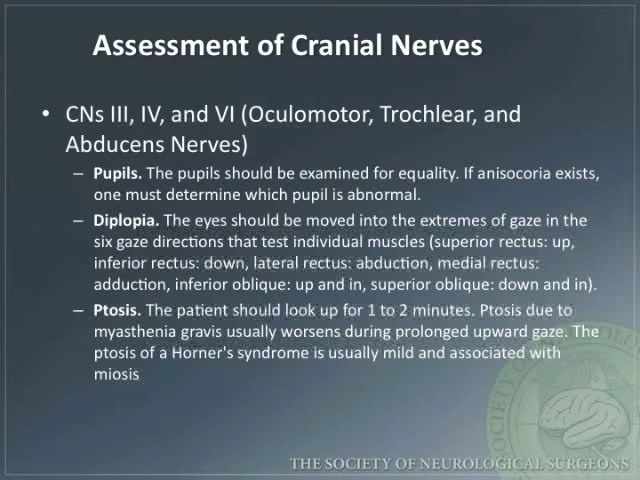 Assessment of Cranial Nerves
• CNs III, IV, and VI (Oculomotor, Trochlear, and
Abducens Nerves)
– Pupils. The pupils should be examined for equality. If anisocoria exists,
one must determine which pupil is abnormal.
– Diplopia. The eyes should be moved into the extremes of gaze in the
six gaze directions that test individual muscles (superior rectus: up,
inferior rectus: down, lateral rectus: abduction, medial rectus:
adduction, inferior oblique: up and in, superior oblique: down and in).
– Ptosis. The patient should look up for 1 to 2 minutes. Ptosis due to
myasthenia gravis usually worsens during prolonged upward gaze. The
ptosis of a Horner's syndrome is usually mild and associated with
miosis
THE SOCIETY OF NEUROLOGICAL SURGEONS